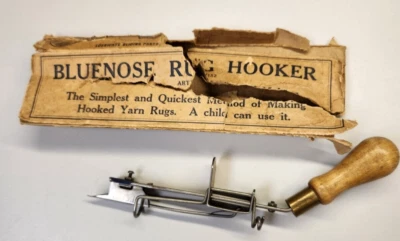 BLUENOSE RUG HOOKER
The Simplest and Quickest Method of Making
Hooked Yarn Rugs. A child can use it.